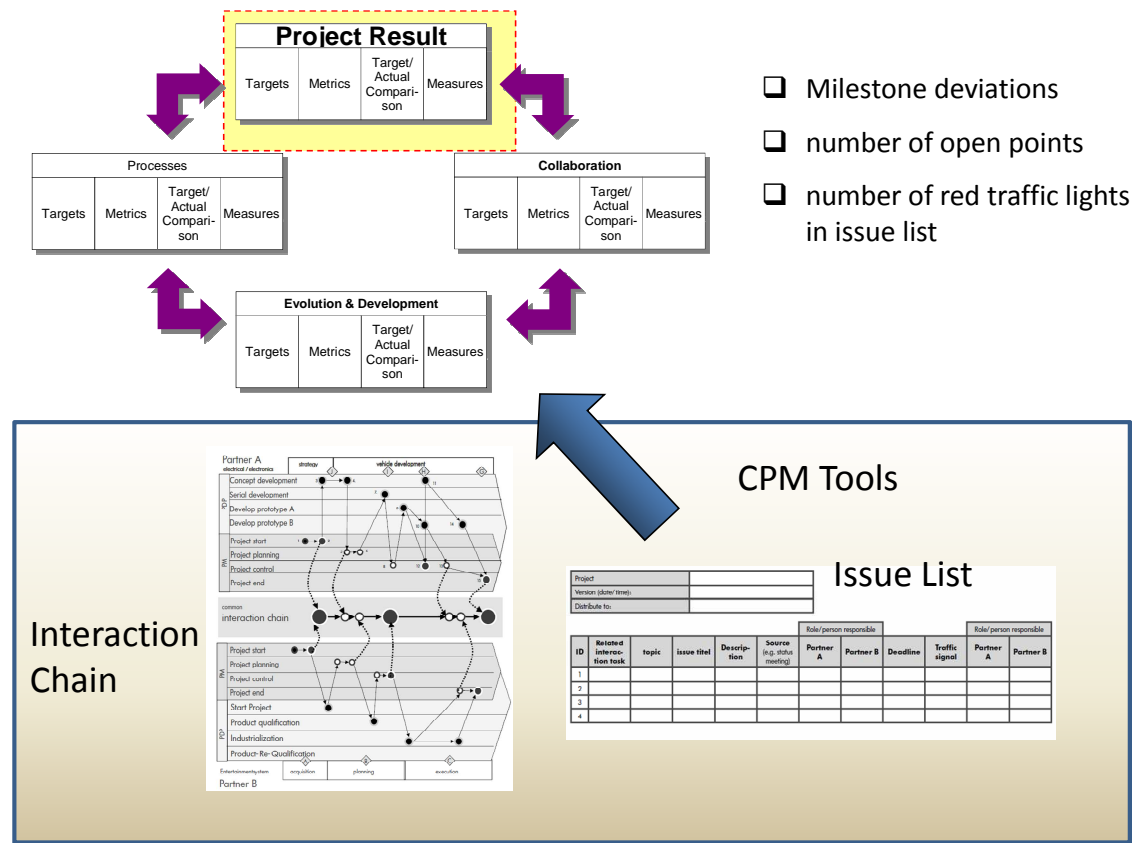 Project Result
Targets
Metrics
Target/
Actual
Compari-
son
Measures
Milestone deviations
number of open points
number of red traffic lights
in issue list
Processes
Targets
Metrics
Target/
Actual
Compari-
son
Measures
Collaboration
Targets
Metrics
Target/
Actual
Compari-
son
Measures
Evolution & Development
Targets
Metrics
Target/
Actual
Compari-
son
Measures
CPM Tools
Interaction
Chain
Partner A
electrical / electronics
strategy
vehicle development
J
I
H
G
PDP
Concept development
Serial development
Develop prototype A
Develop prototype B
PM
Project start
Project planning
Project control
Project end
common
interaction chain
PM
Project start
Project planning
Project control
Project end
PDP
Start Project
Product qualification
Industrialization
Product-Re-Qualification
A
B
C
Entertainmentsystem
acquisition
planning
execution
Partner B
Issue List
Project
Version (date/time):
Distribute to:
Role/person responsible
Role/person responsible
ID
Related
interac-
tion task
topic
issue titel
Descrip-
tion
Source
(e.g. status
meeting)
Partner
A
Partner B
Deadline
Traffic
signal
Partner
A
Partner B
1
2
3
4